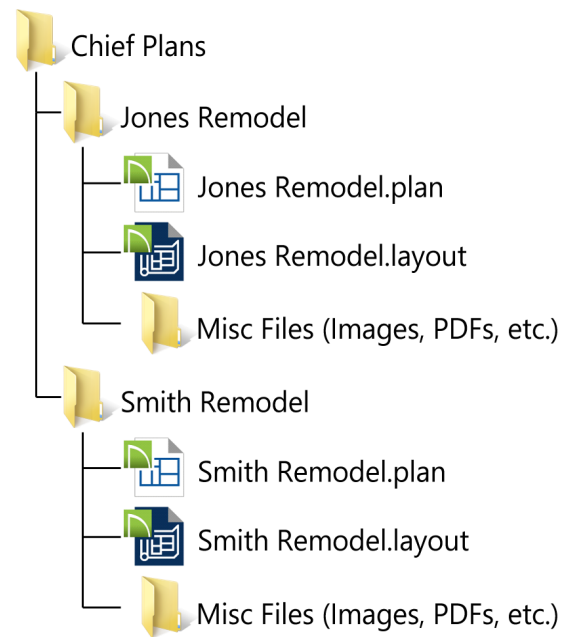 Chief Plans
Jones Remodel
Jones Remodel.plan
Jones Remodel.layout
Misc Files (Images, PDFs, etc.)
Smith Remodel
Smith Remodel.plan
Smith Remodel.layout
Misc Files (Images, PDFs, etc.)